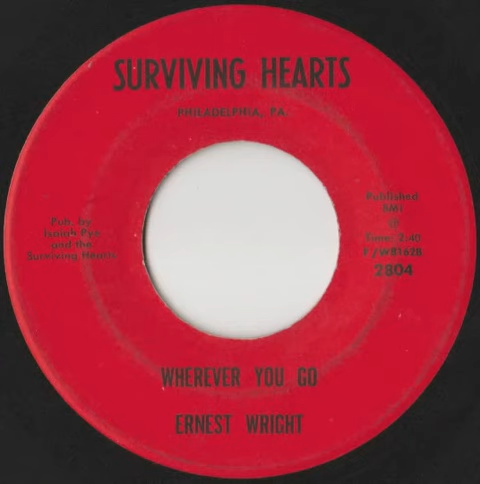 SURVIVING HEARTS
PHILADELPHIA, PA.
Pub. by
Isaiah Pye
and the
Surviving Hearts
Published
BMI
Time: 2:40
F/W81628
2804
WHEREVER YOU GO
ERNEST WRIGHT